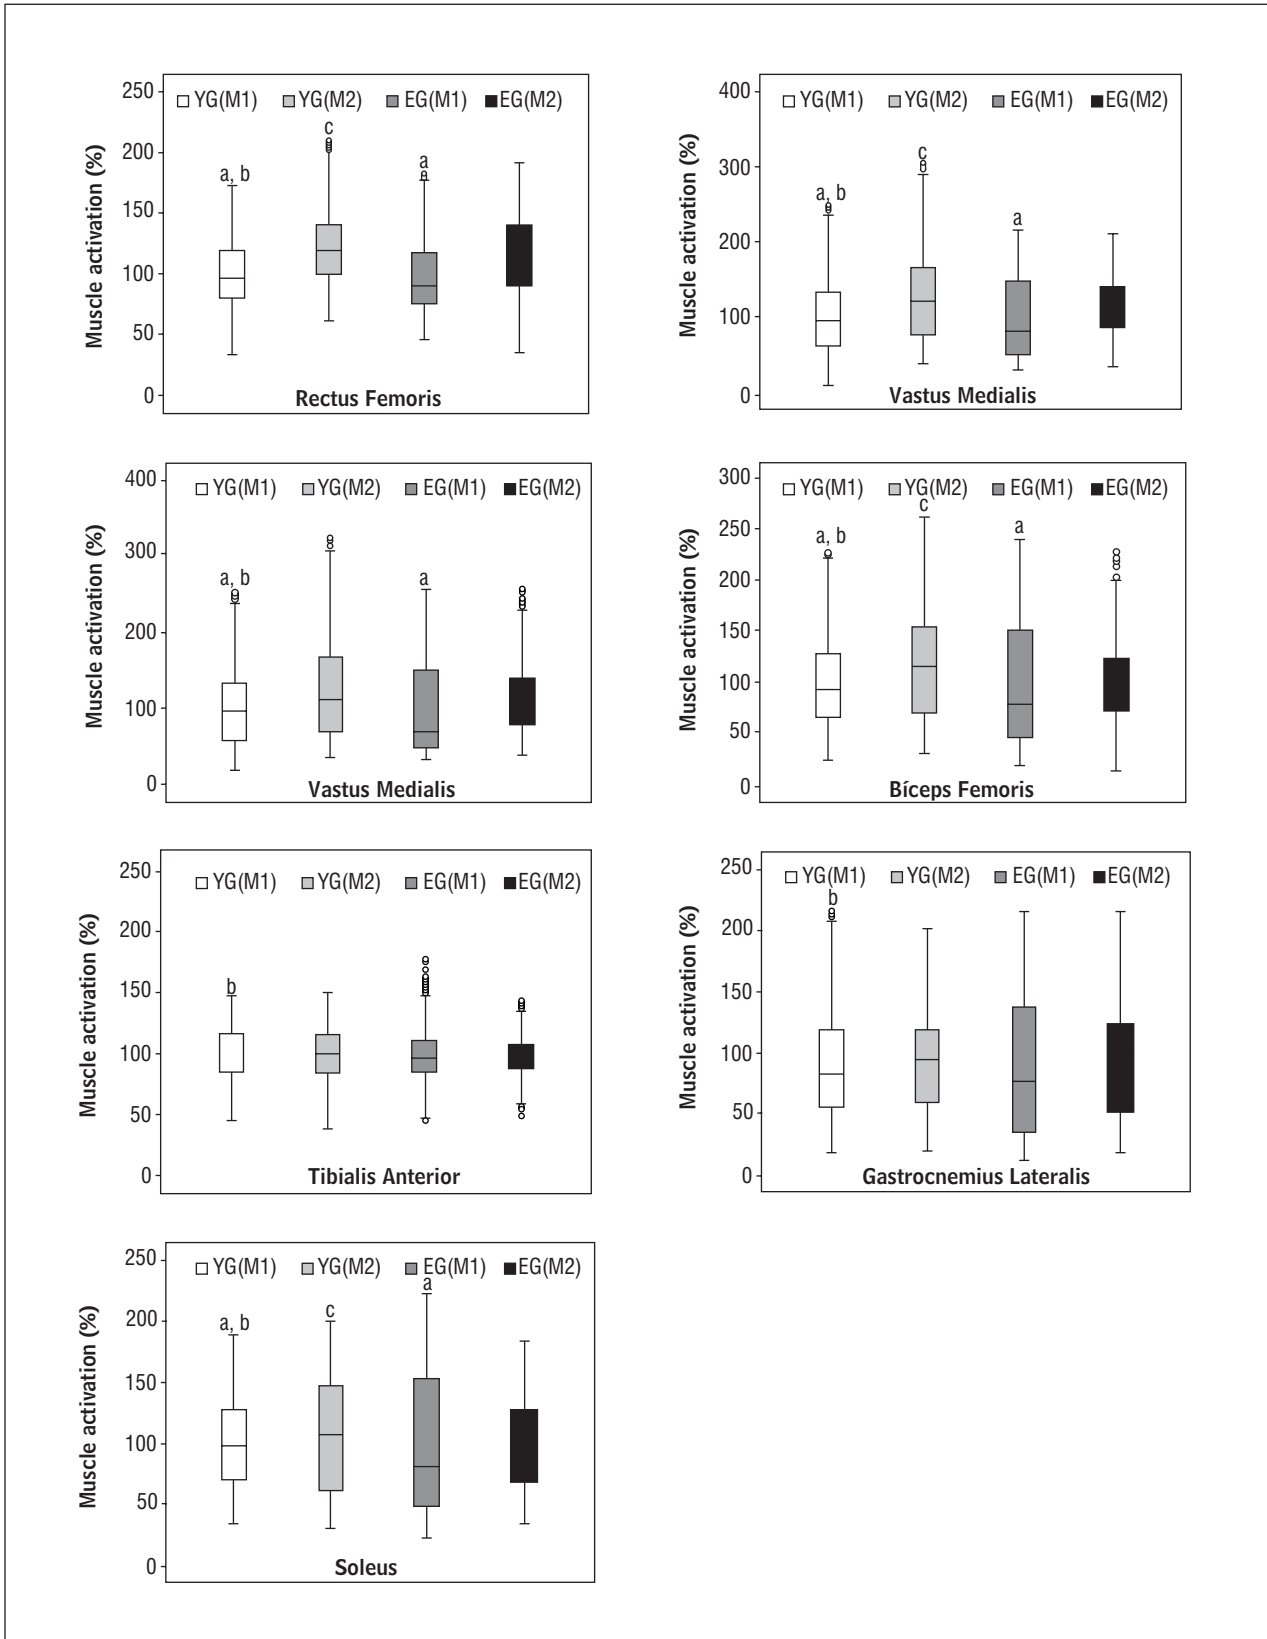 250
YG(M1) YG(M2) EG(M1) EG(M2)
c
200
a, b
a
150
100
50
0
Muscle activation (%)
Rectus Femoris
400
YG(M1) YG(M2) EG(M1) EG(M2)
300
c
a, b
a
200
100
0
Muscle activation (%)
Vastus Medialis
400
YG(M1) YG(M2) EG(M1) EG(M2)
300
a, b
a
200
100
0
Muscle activation (%)
Vastus Medialis
300
YG(M1) YG(M2) EG(M1) EG(M2)
c
250
a, b
a
200
150
100
50
0
Muscle activation (%)
Bíceps Femoris
250
YG(M1) YG(M2) EG(M1) EG(M2)
200
b
150
100
50
0
Muscle activation (%)
Tibialis Anterior
250
YG(M1) YG(M2) EG(M1) EG(M2)
b
200
150
100
50
0
Muscle activation (%)
Gastrocnemius Lateralis
250
YG(M1) YG(M2) EG(M1) EG(M2)
a
c
200
a, b
150
100
50
0
Muscle activation (%)
Soleus